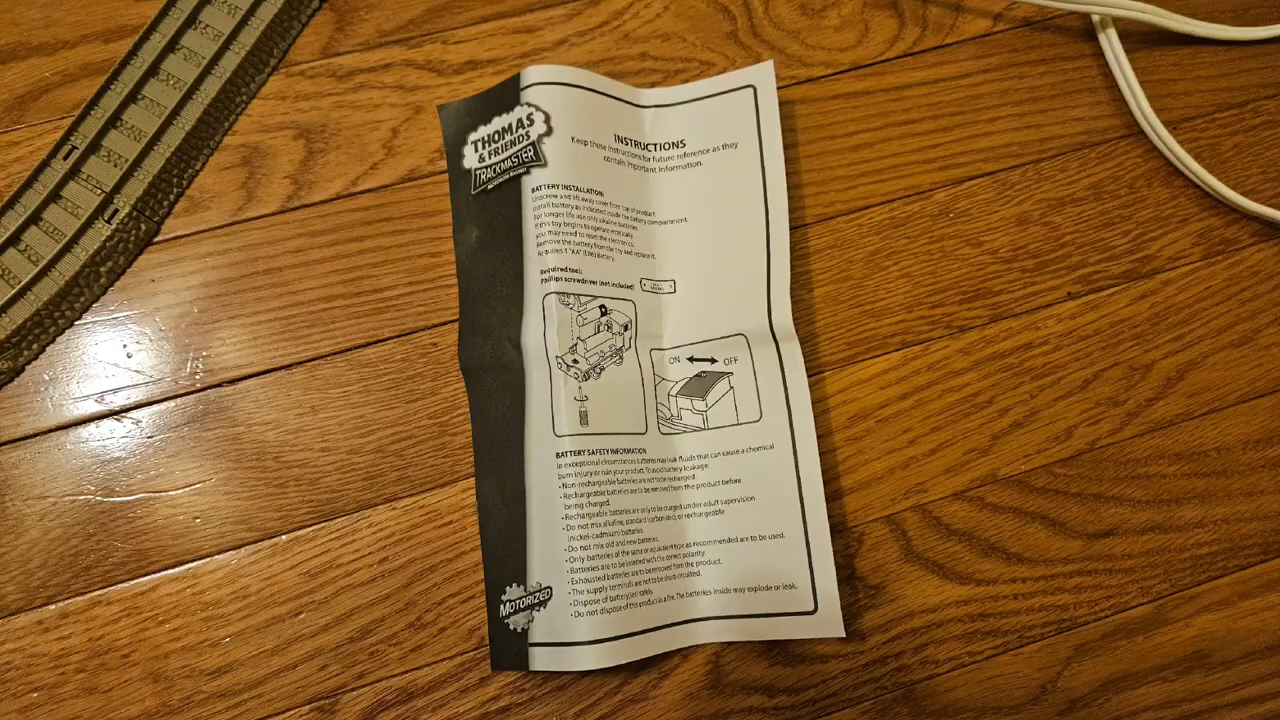 THOMAS
& FRIENDS
TRACKMASTER
MOTORIZED RAILWAY
INSTRUCTIONS
Keep these instructions for future reference as they
contain important information.
BATTERY INSTALLATION:
Unscrew and lift away cover from top of product.
Install battery as indicated inside the battery compartment.
For longer life use only alkaline batteries.
If this toy begins to operate erratically,
you may need to reset the electronics.
Remove the battery from the toy and replace it.
Requires 1 "AA" (LR6) Battery.
Required tool:
Phillips screwdriver (not included)
ON OFF
BATTERY SAFETY INFORMATION
In exceptional circumstances batteries may leak fluids that can cause a chemical
burn injury or ruin your product. To avoid battery leakage:
• Non-rechargeable batteries are not to be recharged.
• Rechargeable batteries are to be removed from the product before
being charged.
• Rechargeable batteries are only to be charged under adult supervision.
• Do not mix alkaline, standard (carbon-zinc), or rechargeable
(nickel-cadmium) batteries.
• Do not mix old and new batteries.
• Only batteries of the same or equivalent type as recommended are to be used.
• Batteries are to be inserted with the correct polarity.
• Exhausted batteries are to be removed from the product.
• The supply terminals are not to be short-circuited.
• Dispose of battery(ies) safely.
• Do not dispose of this product in a fire. The batteries inside may explode or leak.
MOTORIZED